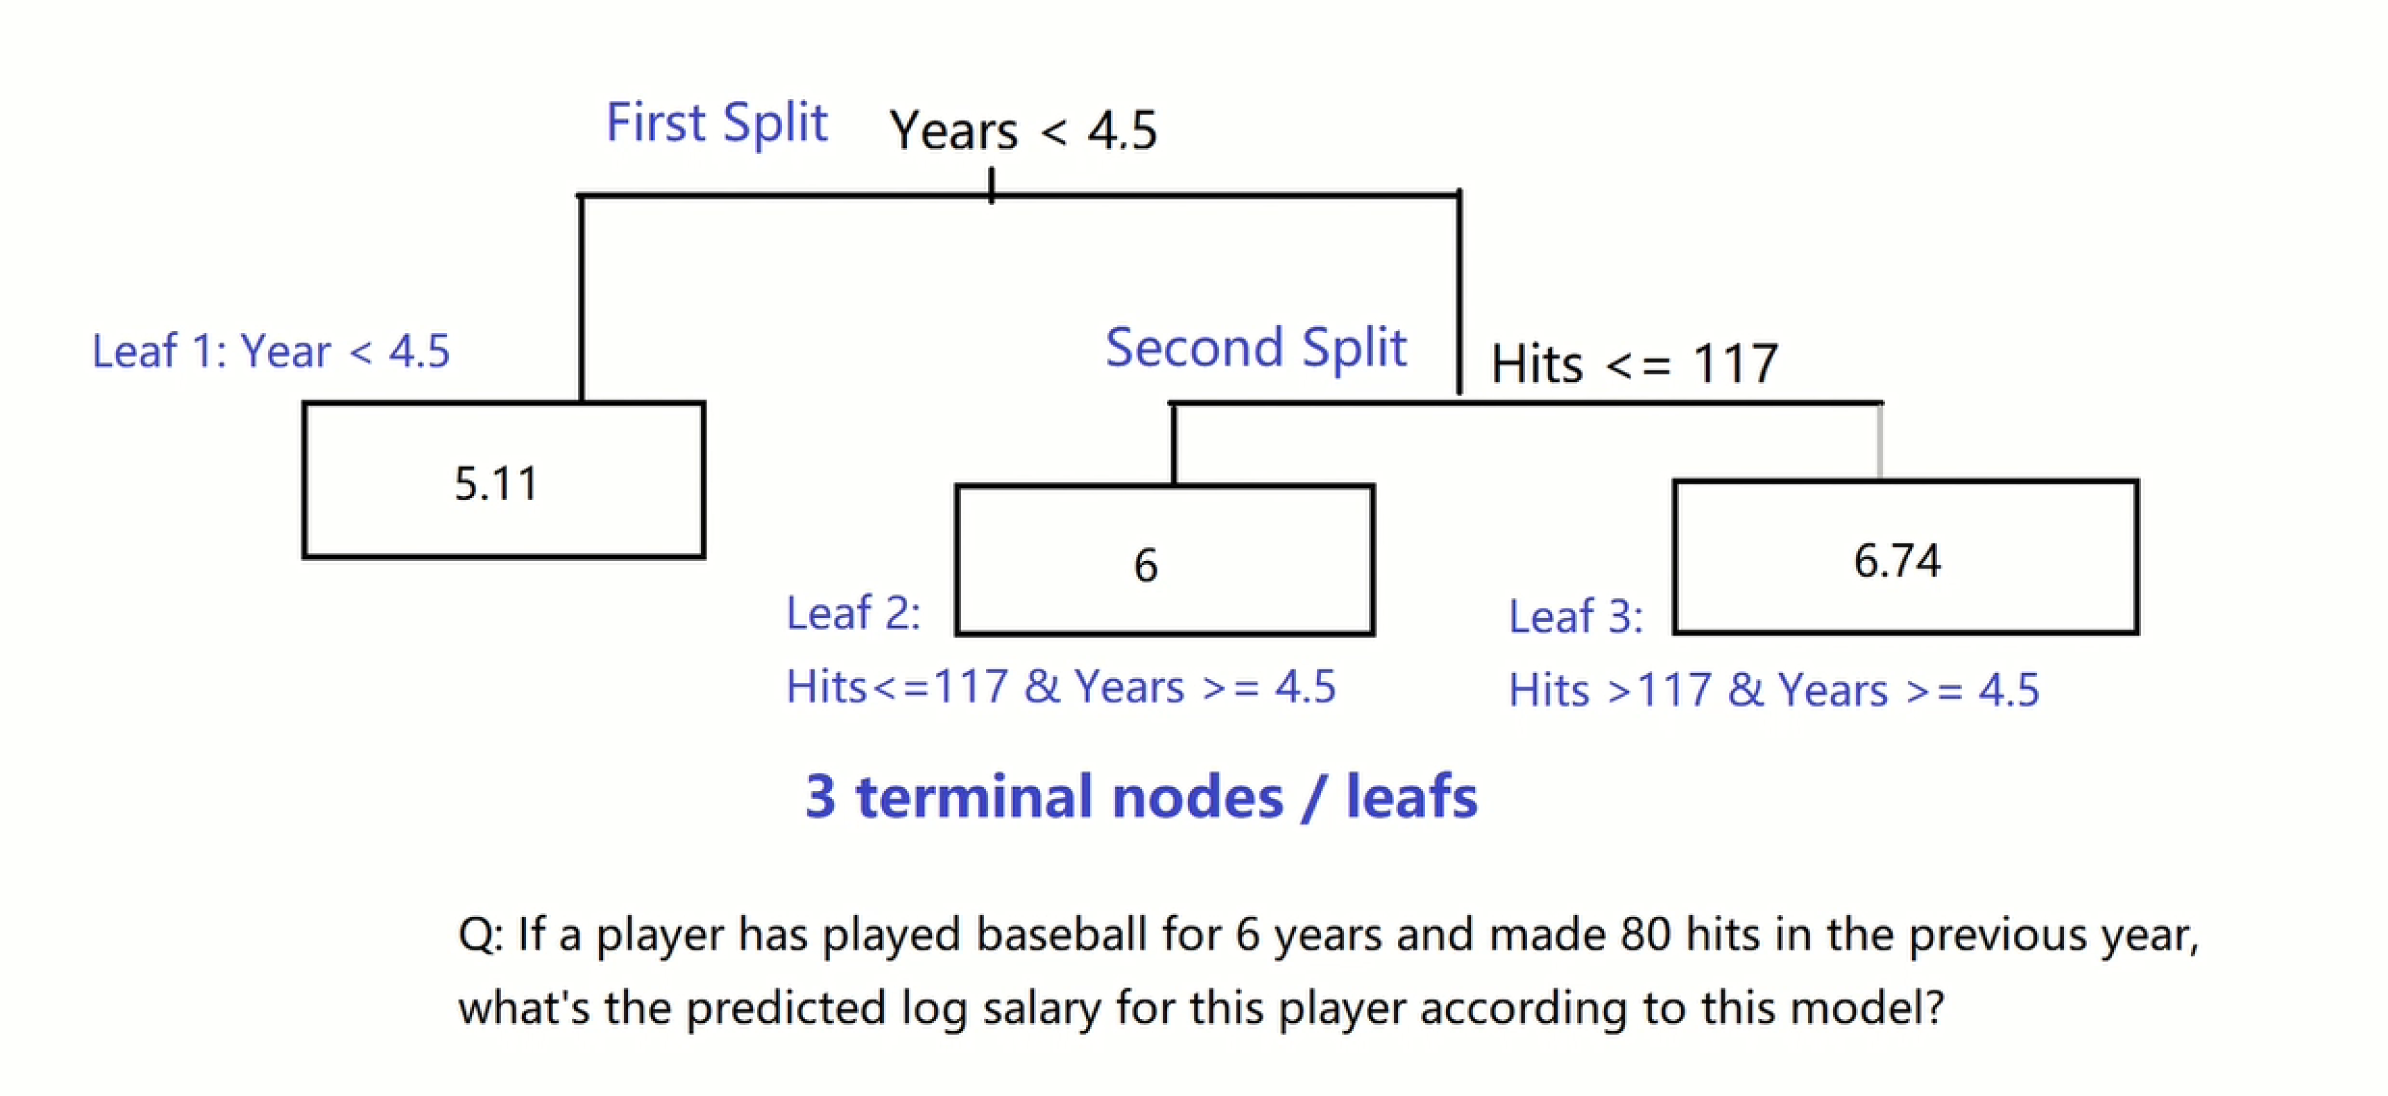 First Split Years < 4.5
Leaf 1: Year < 4.5
Second Split Hits <= 117
5.11
6
6.74
Leaf 2:
Hits<=117 & Years >= 4.5
Leaf 3:
Hits >117 & Years >= 4.5
3 terminal nodes / leafs
Q: If a player has played baseball for 6 years and made 80 hits in the previous year,
what's the predicted log salary for this player according to this model?